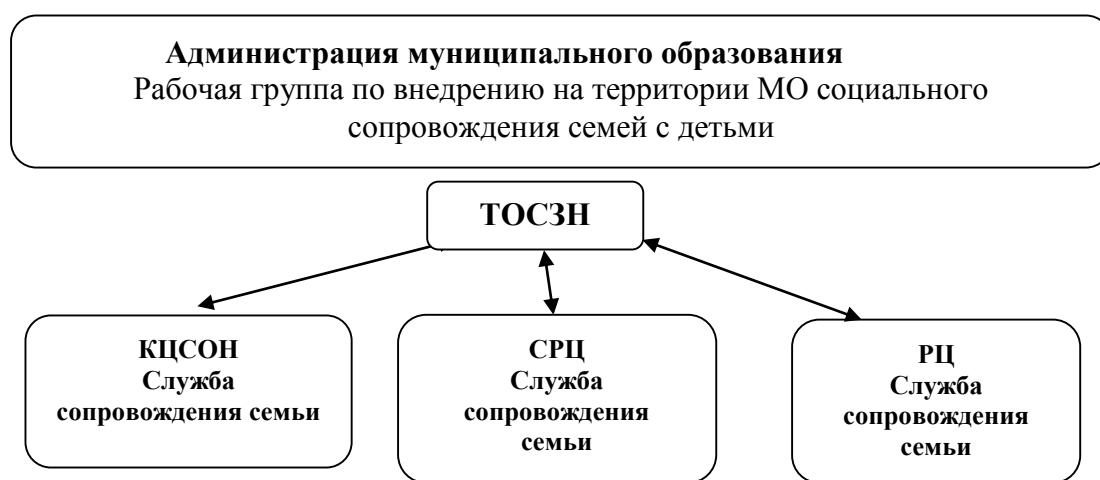 Администрация муниципального образования
Рабочая группа по внедрению на территории МО социального
сопровождения семей с детьми
ТОСЗН
КЦСОН
Служба
сопровождения семьи
СРЦ
Служба
сопровождения
семьи
РЦ
Служба
сопровождения
семьи